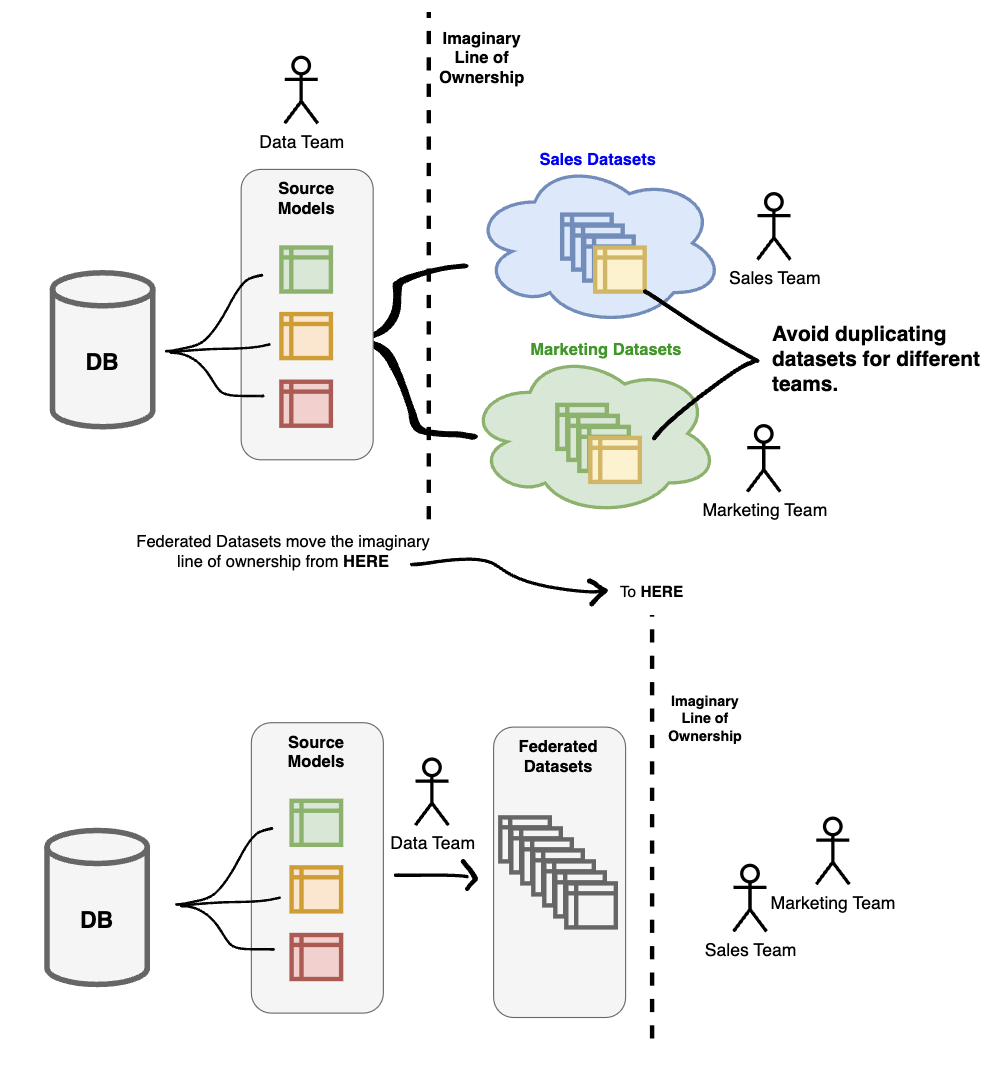 Imaginary
Line of
Ownership
Data Team
Source
Models
Sales Datasets
Sales Team
DB
Avoid duplicating
datasets for different
teams.
Marketing Datasets
Marketing Team
Federated Datasets move the imaginary
line of ownership from HERE
To HERE
Imaginary
Line of
Ownership
Source
Models
Federated
Datasets
Data Team
DB
Marketing Team
Sales Team